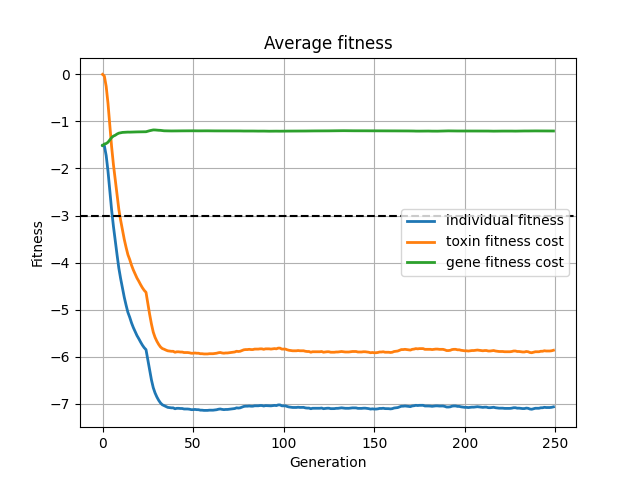 Average fitness
Fitness
0
−1
−2
−3
−4
−5
−6
−7
individual fitness
toxin fitness cost
gene fitness cost
0
50
100
150
200
250
Generation